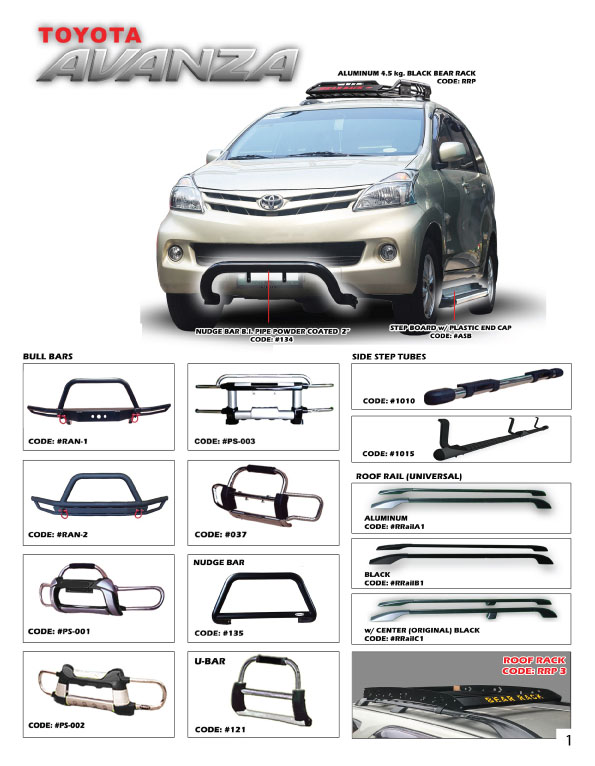 TOYOTA
AVANZA
ALUMINUM 4.5 kg. BLACK BEAR RACK
CODE: RRP
NUDGE BAR B.I. PIPE POWDER COATED 2"
CODE: #134
STEP BOARD w/ PLASTIC END CAP
CODE: #ASB
BULL BARS
CODE: #RAN-1
CODE: #PS-003
CODE: #RAN-2
CODE: #037
CODE: #PS-001
NUDGE BAR
CODE: #135
CODE: #PS-002
U-BAR
CODE: #121
SIDE STEP TUBES
CODE: #1010
CODE: #1015
ROOF RAIL (UNIVERSAL)
ALUMINUM
CODE: #RRailA1
BLACK
CODE: #RRailB1
w/ CENTER (ORIGINAL) BLACK
CODE: #RRailC1
ROOF RACK
CODE: RRP 3
BEAR RACK
1